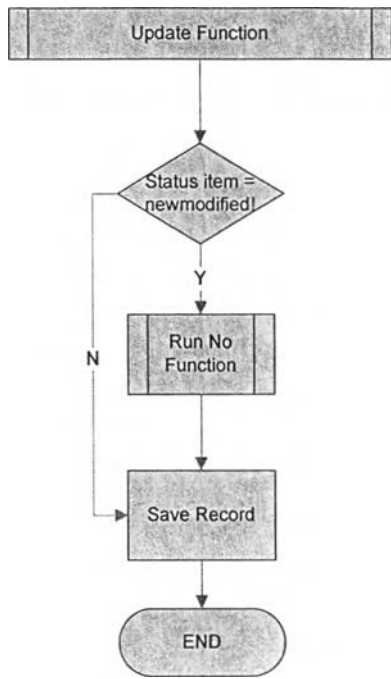 Update Function
Status item =
newmodified!
Y
Run No
Function
N
Save Record
END